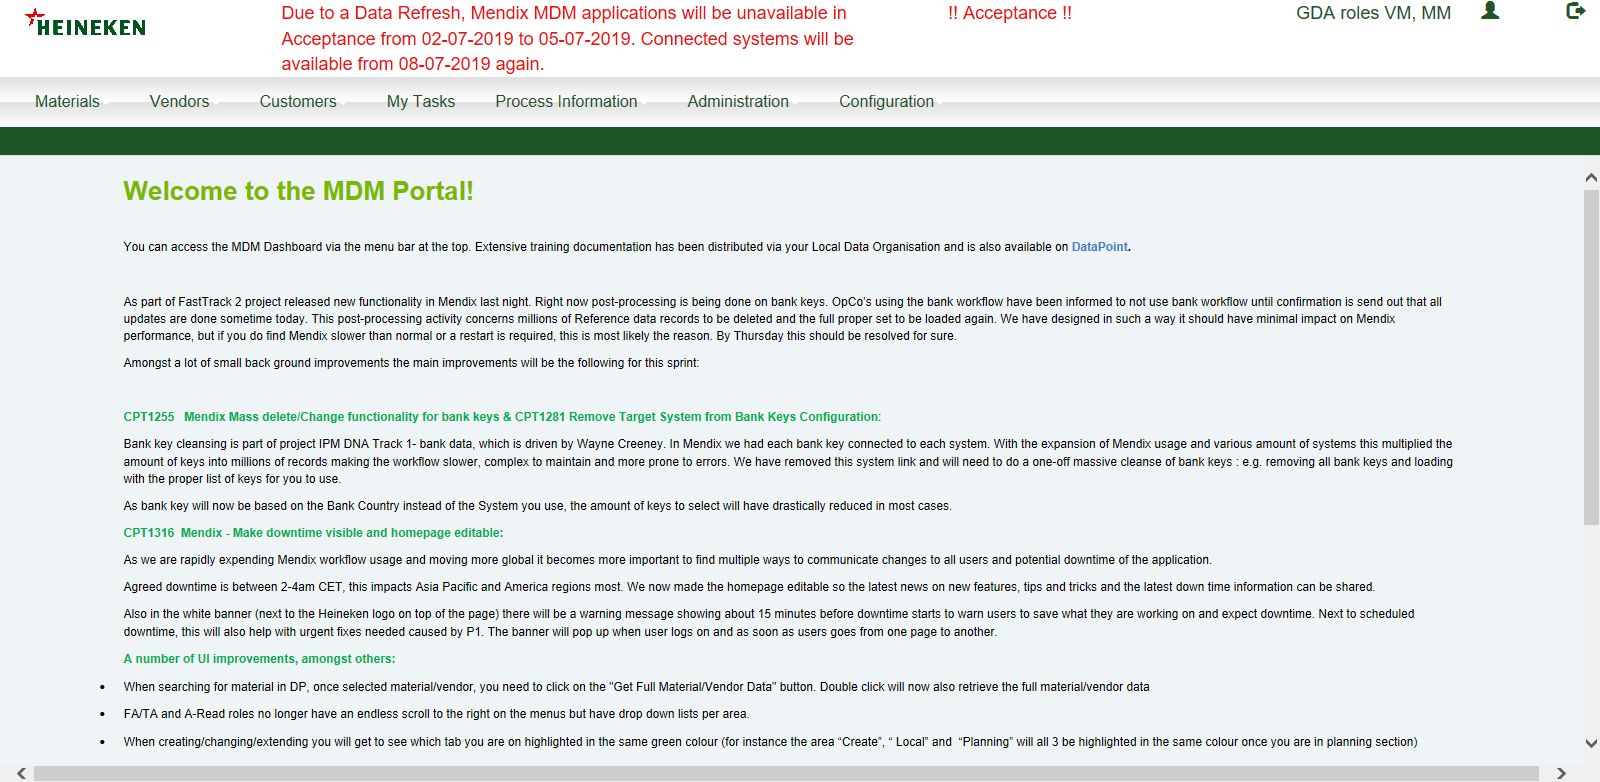 HEINEKEN
Due to a Data Refresh, Mendix MDM applications will be unavailable in
Acceptance from 02-07-2019 to 05-07-2019. Connected systems will be
available from 08-07-2019 again.
!! Acceptance !!
GDA roles VM, MM
Materials Vendors Customers My Tasks Process Information Administration Configuration
Welcome to the MDM Portal!
You can access the MDM Dashboard via the menu bar at the top. Extensive training documentation has been distributed via your Local Data Organisation and is also available on DataPoint.
As part of FastTrack 2 project released new functionality in Mendix last night. Right now post-processing is being done on bank keys. OpCo's using the bank workflow have been informed to not use bank workflow until confirmation is send out that all
updates are done sometime today. This post-processing activity concerns millions of Reference data records to be deleted and the full proper set to be loaded again. We have designed in such a way it should have minimal impact on Mendix
performance, but if you do find Mendix slower than normal or a restart is required, this is most likely the reason. By Thursday this should be resolved for sure.
Amongst a lot of small back ground improvements the main improvements will be the following for this sprint:
CPT1255 Mendix Mass delete/Change functionality for bank keys & CPT1281 Remove Target System from Bank Keys Configuration:
Bank key cleansing is part of project IPM DNA Track 1- bank data, which is driven by Wayne Creeney. In Mendix we had each bank key connected to each system. With the expansion of Mendix usage and various amount of systems this multiplied the
amount of keys into millions of records making the workflow slower, complex to maintain and more prone to errors. We have removed this system link and will need to do a one-off massive cleanse of bank keys : e.g. removing all bank keys and loading
with the proper list of keys for you to use.
As bank key will now be based on the Bank Country instead of the System you use, the amount of keys to select will have drastically reduced in most cases.
CPT1316 Mendix - Make downtime visible and homepage editable:
As we are rapidly expending Mendix workflow usage and moving more global it becomes more important to find multiple ways to communicate changes to all users and potential downtime of the application.
Agreed downtime is between 2-4am CET, this impacts Asia Pacific and America regions most. We now made the homepage editable so the latest news on new features, tips and tricks and the latest down time information can be shared.
Also in the white banner (next to the Heineken logo on top of the page) there will be a warning message showing about 15 minutes before downtime starts to warn users to save what they are working on and expect downtime. Next to scheduled
downtime, this will also help with urgent fixes needed caused by P1. The banner will pop up when user logs on and as soon as users goes from one page to another.
A number of UI improvements, amongst others:
• When searching for material in DP, once selected material/vendor, you need to click on the "Get Full Material/Vendor Data" button. Double click will now also retrieve the full material/vendor data
• FA/TA and A-Read roles no longer have an endless scroll to the right on the menus but have drop down lists per area.
• When creating/changing/extending you will get to see which tab you are on highlighted in the same green colour (for instance the area “Create”, “ Local” and “Planning” will all 3 be highlighted in the same colour once you are in planning section)